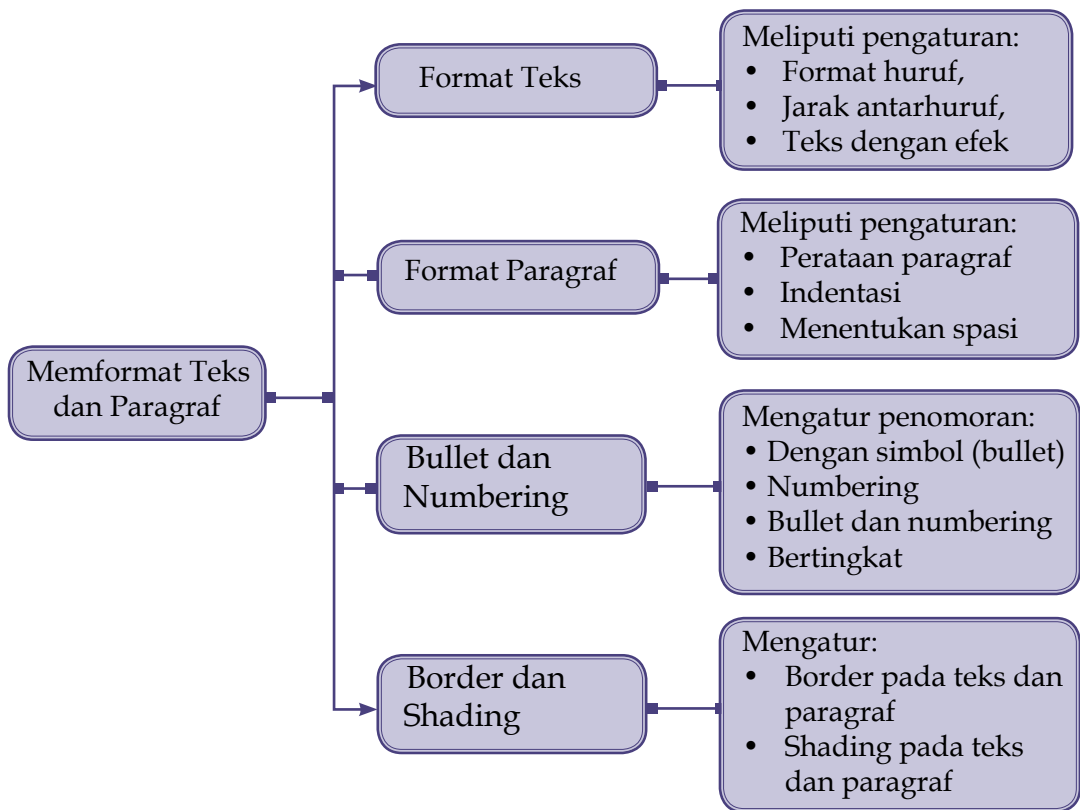 Memformat Teks
dan Paragraf
Format Teks
Meliputi pengaturan:
• Format huruf,
• Jarak antarhuruf,
• Teks dengan efek
Format Paragraf
Meliputi pengaturan:
• Perataan paragraf
• Indentasi
• Menentukan spasi
Bullet dan
Numbering
Mengatur penomoran:
• Dengan simbol (bullet)
• Numbering
• Bullet dan numbering
• Bertingkat
Border dan
Shading
Mengatur:
• Border pada teks dan
paragraf
• Shading pada teks
dan paragraf